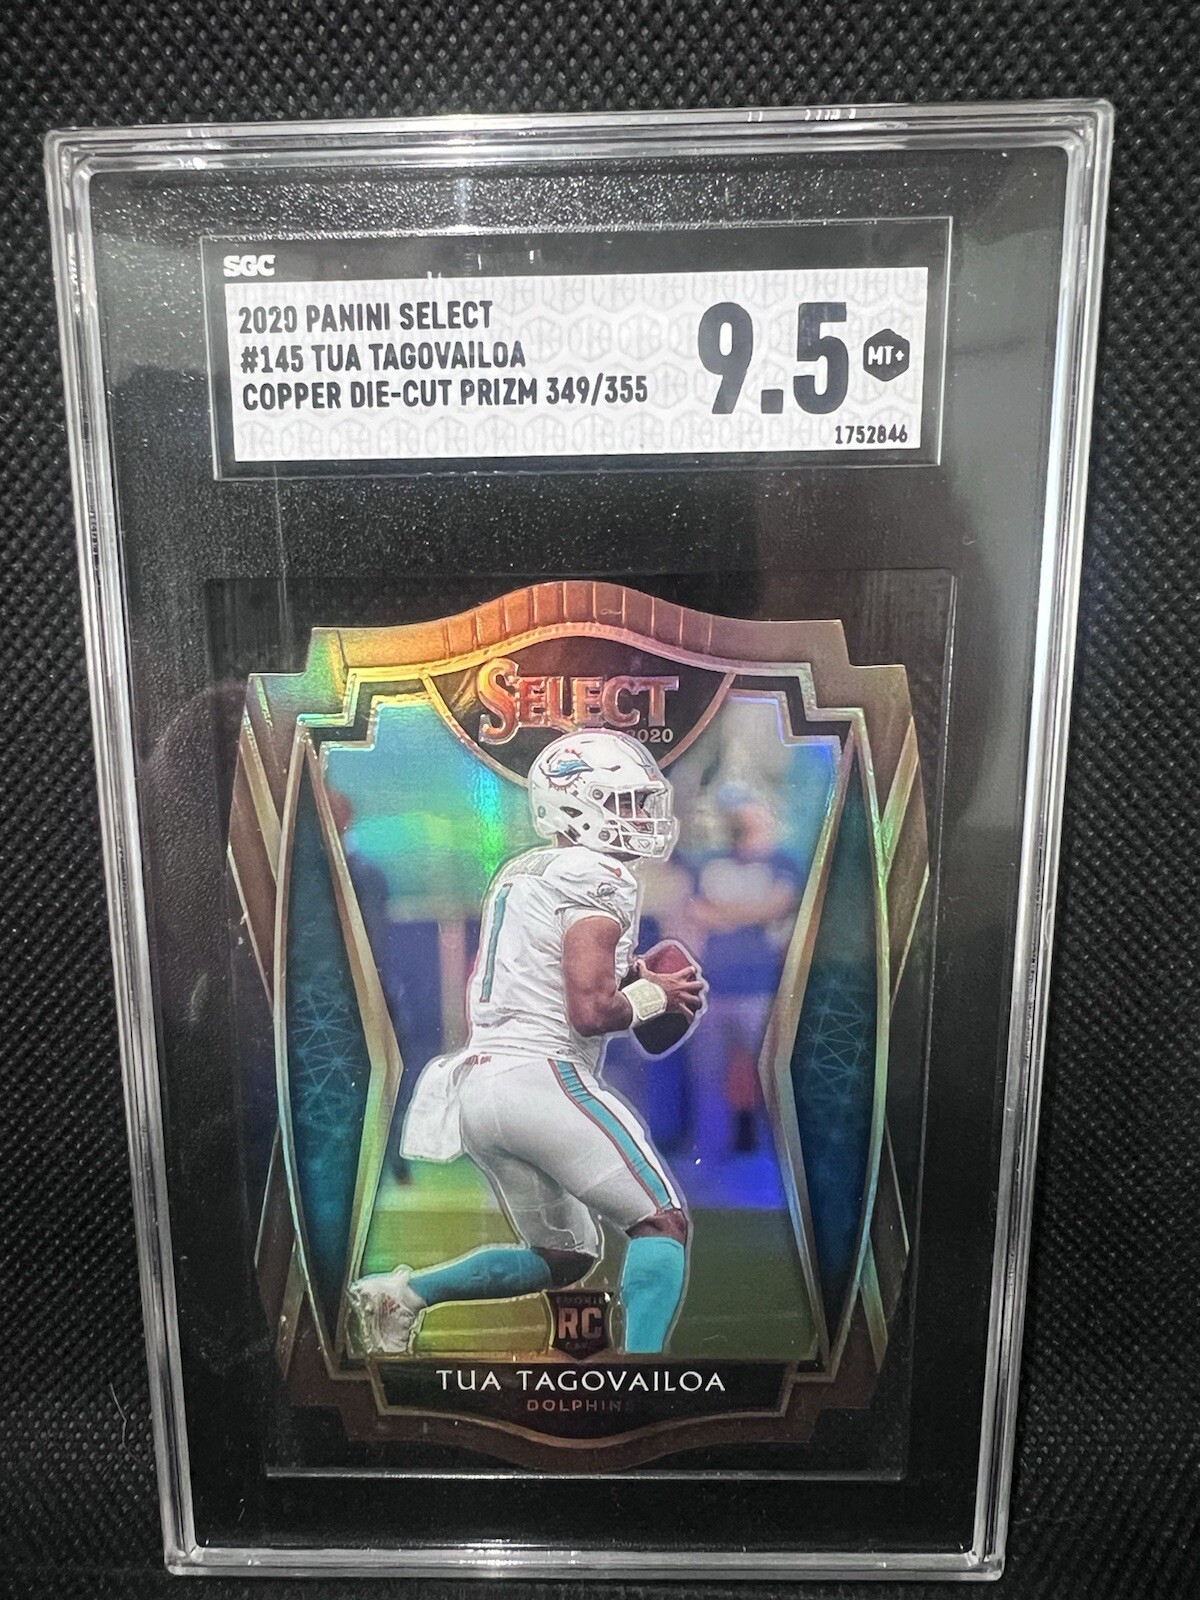 SGC
2020 PANINI SELECT
#145 TUA TAGOVAILOA
COPPER DIE-CUT PRIZM 349/355
9.5
MT+
1752846
SELECT
2020
1
RC
TUA TAGOVAILOA
DOLPHINS